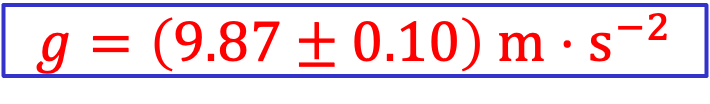 g = (9.87 ± 0.10) m · s⁻²